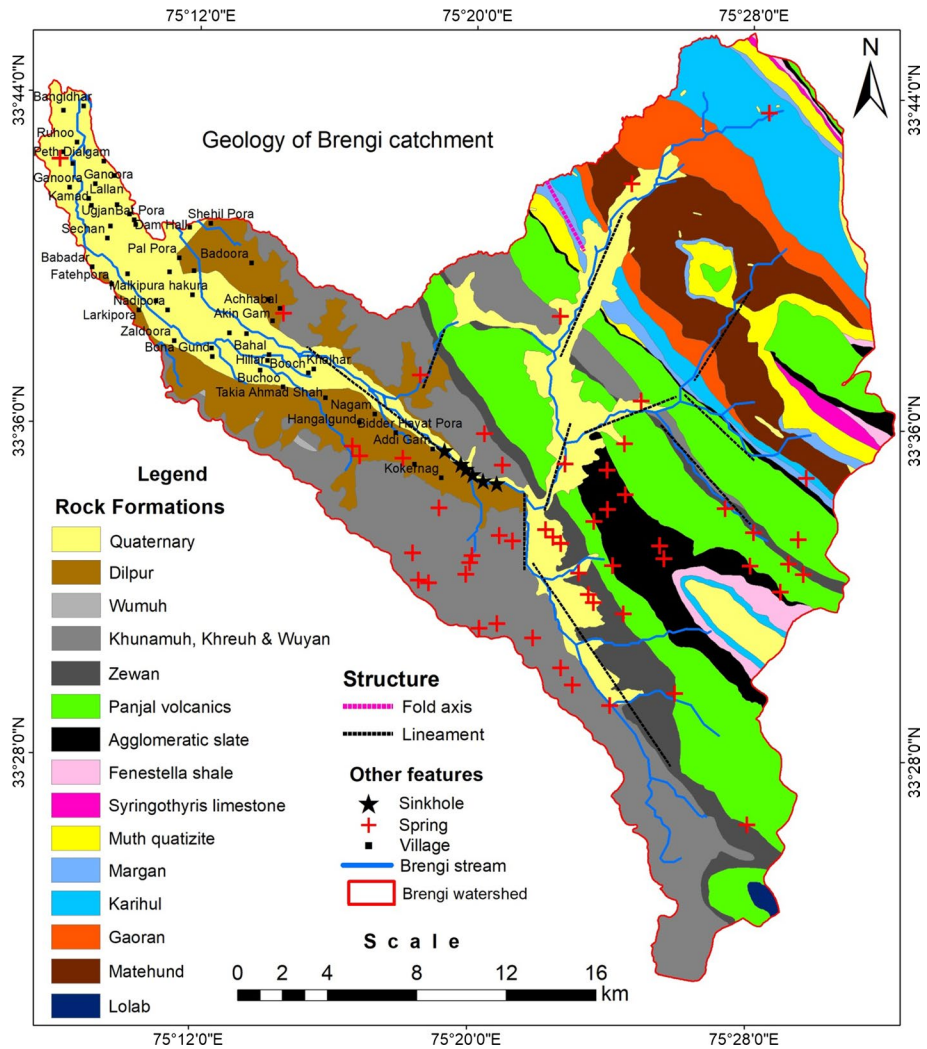 75°12'0"E 75°20'0"E 75°28'0"E
33°44'0"N
33°44'0"N
N
Geology of Brengi catchment
Bangidhar
Ruhoo
Peth Dialgam
Ganoora Ganoora
Lallan
Kamad
UgjanBat Pora
Shehil Pora
Sechan
Dam Hall
Pal Pora
Badoora
Babadar
Fatehpora
Malkipura hakura
Nadipora
Achhabal
Larkipora
Akin Gam
Zaldoora
Bona Gund
Bahal
Hillar
Kholhar
Booch
Buchoo
Takia Ahmad Shah
Nagam
Hangalgund
Bidder Hayat Pora
Addi Gam
Kokernag
33°36'0"N
33°36'0"N
33°28'0"N
33°28'0"N
Legend
Rock Formations
Quaternary
Dilpur
Wumuh
Khunamuh, Khreuh & Wuyan
Zewan
Panjal volcanics
Agglomeratic slate
Fenestella shale
Syringothyris limestone
Muth quatizite
Margan
Karihul
Gaoran
Matehund
Lolab
Structure
Fold axis
Lineament
Other features
Sinkhole
Spring
Village
Brengi stream
Brengi watershed
S c a l e
0 2 4 8 12 16
km
75°12'0"E 75°20'0"E 75°28'0"E